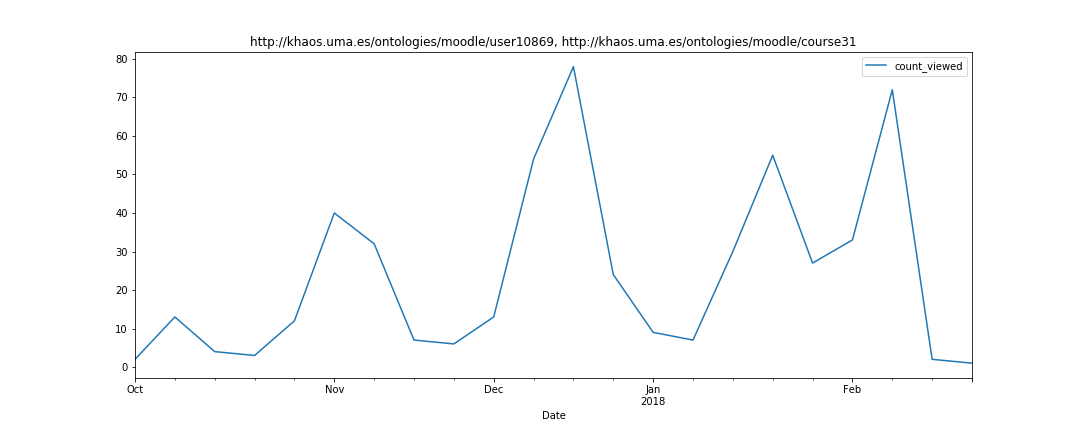 http://khaos.uma.es/ontologies/moodle/user10869, http://khaos.uma.es/ontologies/moodle/course31
count_viewed
80
70
60
50
40
30
20
10
0
Oct Nov Dec Jan Feb
2018
Date